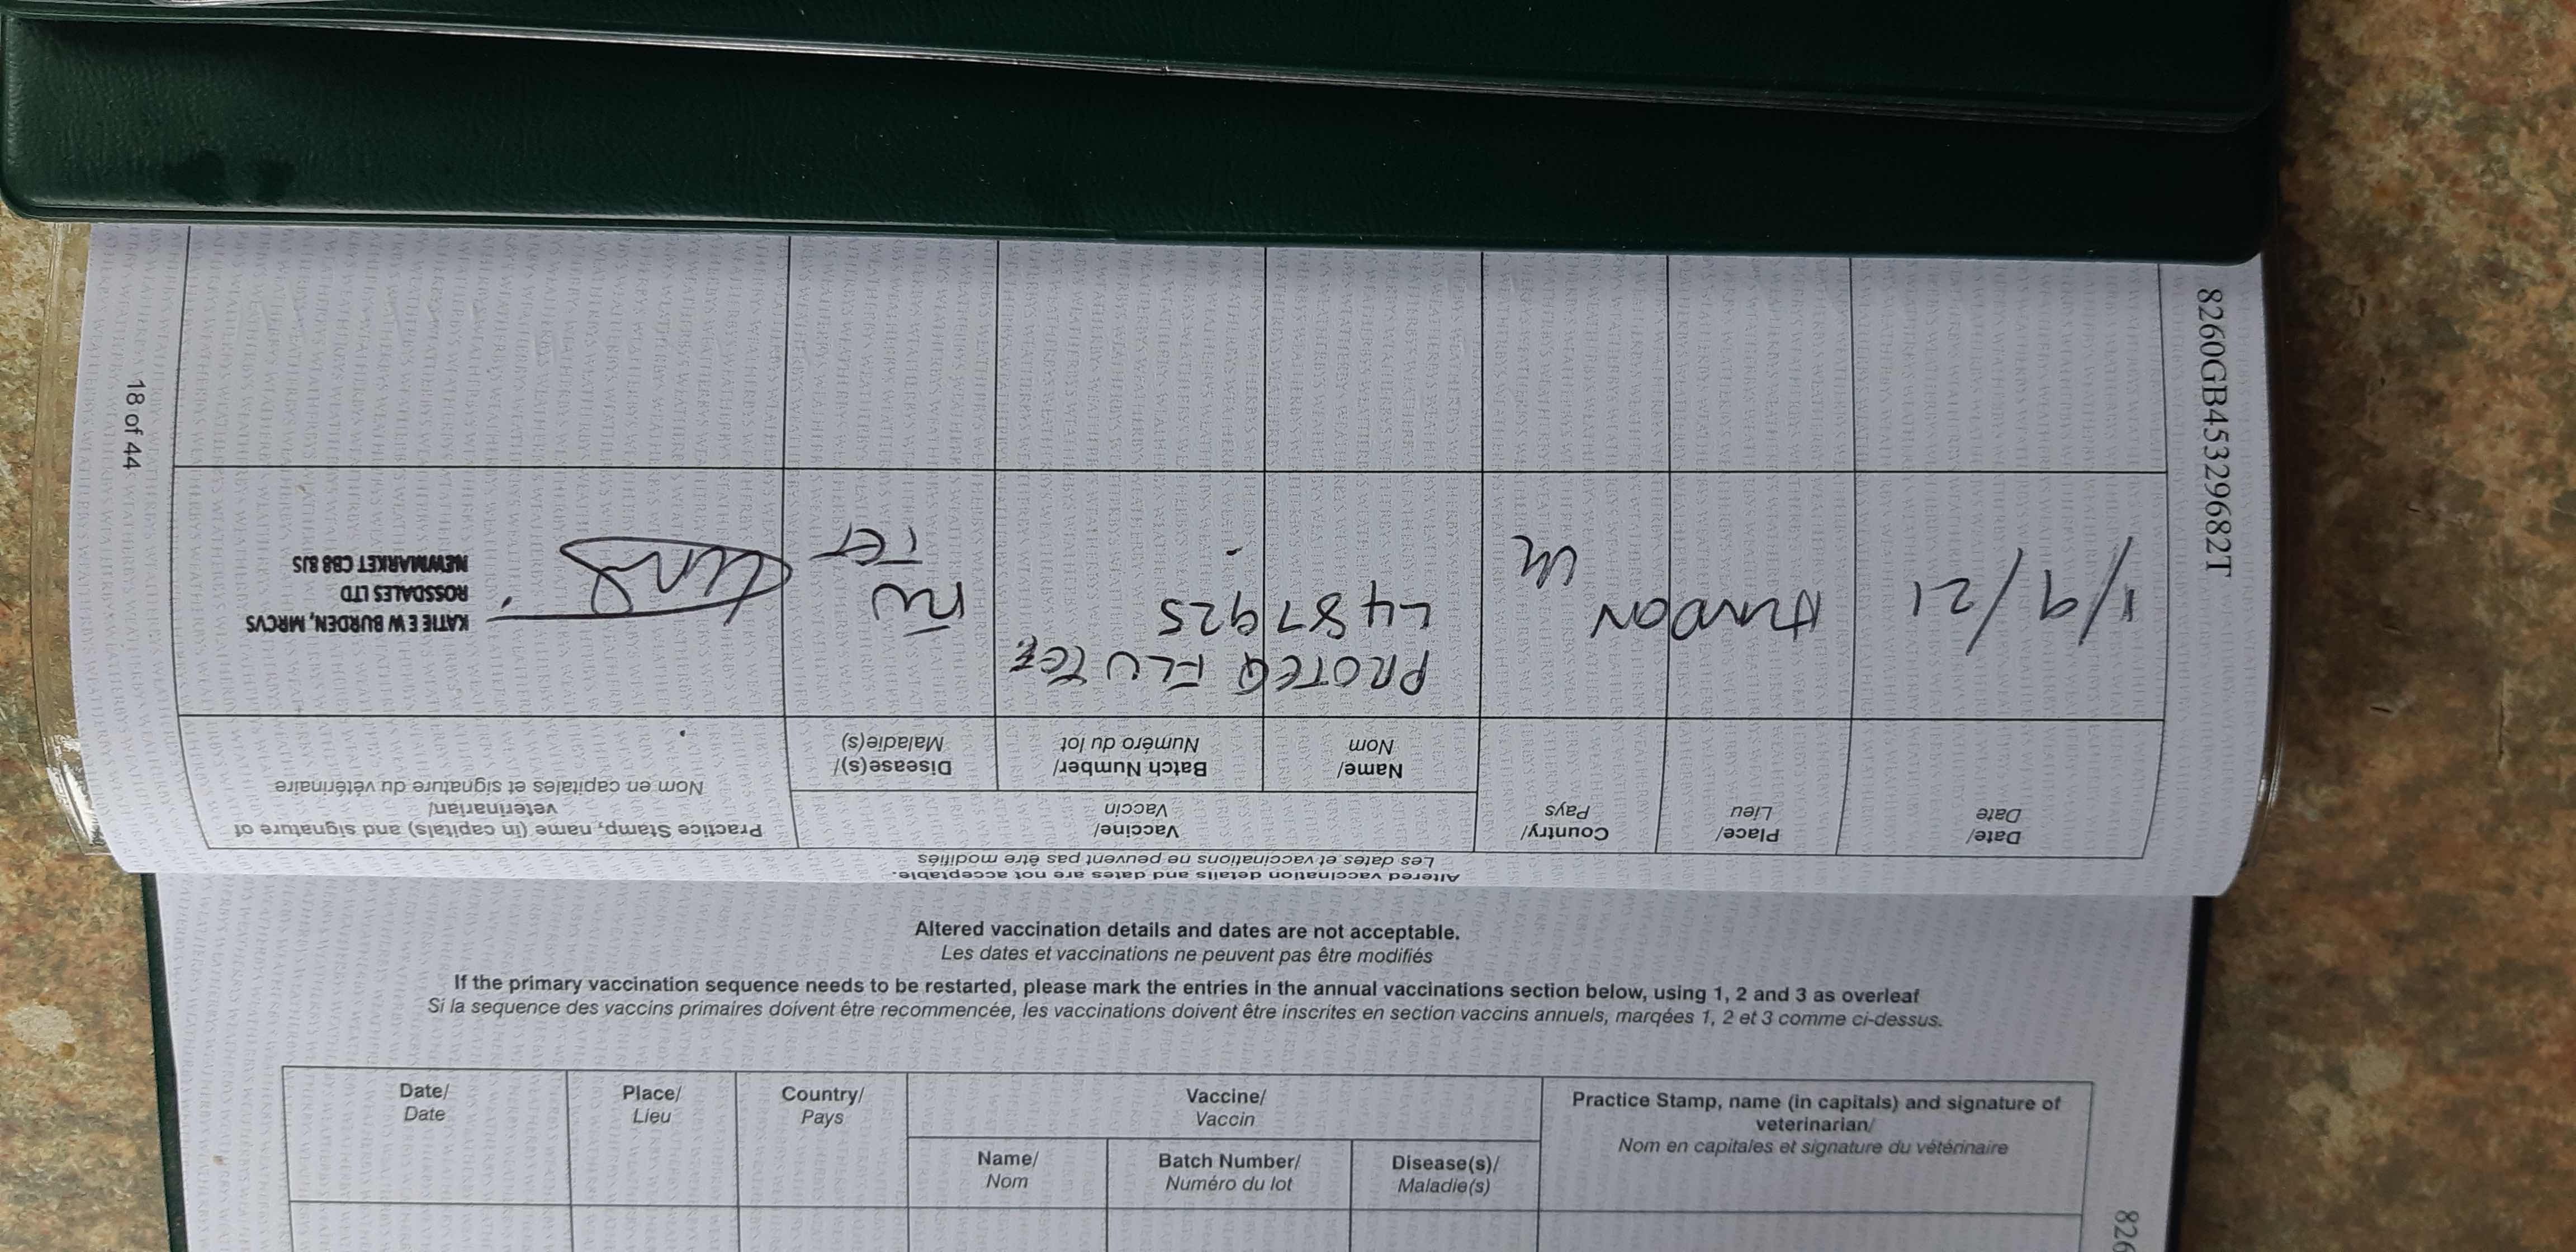 8260GB45329682T
18 of 44
Altered vaccination details and dates are not acceptable.
Les dates et vaccinations ne peuvent pas être modifiés
Date/
Date
Place/
Lieu
Country/
Pays
Vaccine/
Vaccin
Name/
Nom
Batch Number/
Numéro du lot
Disease(s)/
Maladie(s)
Practice Stamp, name (in capitals) and signature of
veterinarian/
Nom en capitales et signature du vétérinaire
1/9/21
UK
PROTEQ FLU TE
L487925
FLU
TET
KATIE E W BURDEN, MRCVS
ROSSDALES LTD
NEWMARKET CB8 8JS
Altered vaccination details and dates are not acceptable.
Les dates et vaccinations ne peuvent pas être modifiés
If the primary vaccination sequence needs to be restarted, please mark the entries in the annual vaccinations section below, using 1, 2 and 3 as overleaf
Si la sequence des vaccins primaires doivent être recommencée, les vaccinations doivent être inscrites en section vaccins annuels, marqées 1, 2 et 3 comme ci-dessus.
Date/
Date
Place/
Lieu
Country/
Pays
Vaccine/
Vaccin
Name/
Nom
Batch Number/
Numéro du lot
Disease(s)/
Maladie(s)
Practice Stamp, name (in capitals) and signature of
veterinarian/
Nom en capitales et signature du vétérinaire
826